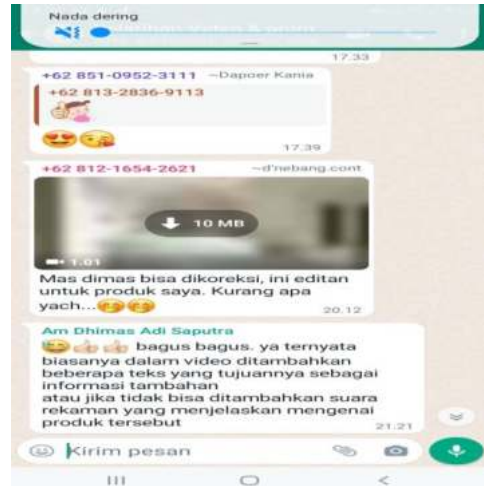 Nada dering
17.33
+62 851-0952-3111 ~Dapoer Kania
+62 813-2836-9113
17.39
+62 812-1654-2621 ~d'nebang.cont
10 MB
1.01
Mas dimas bisa dikoreksi, ini editan
untuk produk saya. Kurang apa
yach...
20.12
Am Dhimas Adi Saputra
bagus bagus. ya ternyata
biasanya dalam video ditambahkan
beberapa teks yang tujuannya sebagai
informasi tambahan
atau jika tidak bisa ditambahkan suara
rekaman yang menjelaskan mengenai
produk tersebut
21.21
Kirim pesan